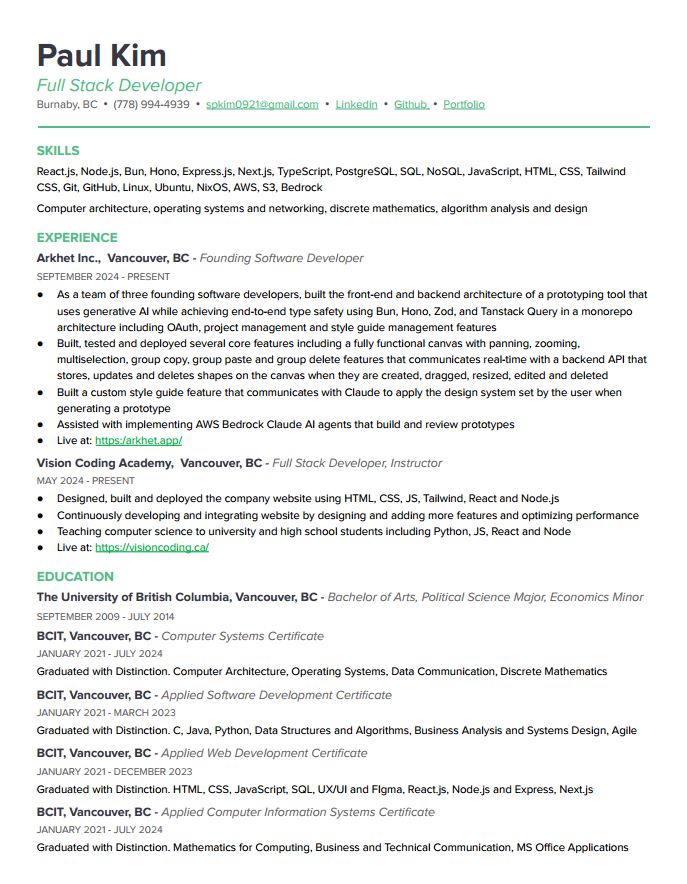 Paul Kim
Full Stack Developer
Burnaby, BC • (778) 994-4939 • spkim0921@gmail.com • Linkedin • Github • Portfolio
SKILLS
React.js, Node.js, Bun, Hono, Express.js, Next.js, TypeScript, PostgreSQL, SQL, NoSQL, JavaScript, HTML, CSS, Tailwind
CSS, Git, GitHub, Linux, Ubuntu, NixOS, AWS, S3, Bedrock
Computer architecture, operating systems and networking, discrete mathematics, algorithm analysis and design
EXPERIENCE
Arkhet Inc., Vancouver, BC - Founding Software Developer
SEPTEMBER 2024 - PRESENT
● As a team of three founding software developers, built the front-end and backend architecture of a prototyping tool that
uses generative AI while achieving end-to-end type safety using Bun, Hono, Zod, and Tanstack Query in a monorepo
architecture including OAuth, project management and style guide management features
● Built, tested and deployed several core features including a fully functional canvas with panning, zooming,
multiselection, group copy, group paste and group delete features that communicates real-time with a backend API that
stores, updates and deletes shapes on the canvas when they are created, dragged, resized, edited and deleted
● Built a custom style guide feature that communicates with Claude to apply the design system set by the user when
generating a prototype
● Assisted with implementing AWS Bedrock Claude AI agents that build and review prototypes
● Live at: https:/arkhet.app/
Vision Coding Academy, Vancouver, BC - Full Stack Developer, Instructor
MAY 2024 - PRESENT
● Designed, built and deployed the company website using HTML, CSS, JS, Tailwind, React and Node.js
● Continuously developing and integrating website by designing and adding more features and optimizing performance
● Teaching computer science to university and high school students including Python, JS, React and Node
● Live at: https://visioncoding.ca/
EDUCATION
The University of British Columbia, Vancouver, BC - Bachelor of Arts, Political Science Major, Economics Minor
SEPTEMBER 2009 - JULY 2014
BCIT, Vancouver, BC - Computer Systems Certificate
JANUARY 2021 - JULY 2024
Graduated with Distinction. Computer Architecture, Operating Systems, Data Communication, Discrete Mathematics
BCIT, Vancouver, BC - Applied Software Development Certificate
JANUARY 2021 - MARCH 2023
Graduated with Distinction. C, Java, Python, Data Structures and Algorithms, Business Analysis and Systems Design, Agile
BCIT, Vancouver, BC - Applied Web Development Certificate
JANUARY 2021 - DECEMBER 2023
Graduated with Distinction. HTML, CSS, JavaScript, SQL, UX/UI and FIgma, React.js, Node.js and Express, Next.js
BCIT, Vancouver, BC - Applied Computer Information Systems Certificate
JANUARY 2021 - JULY 2024
Graduated with Distinction. Mathematics for Computing, Business and Technical Communication, MS Office Applications